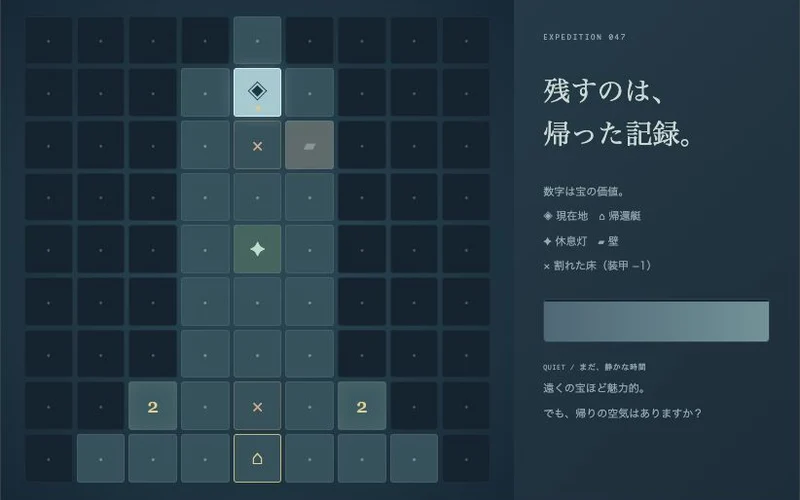 EXPEDITION 047
残すのは、
帰った記録。
数字は宝の価値。
◈ 現在地 ⌂ 帰還艇
✦ 休息灯 ▰ 壁
× 割れた床（装甲 −1）
QUIET / まだ、静かな時間
遠くの宝ほど魅力的。
でも、帰りの空気はありますか？
2
2